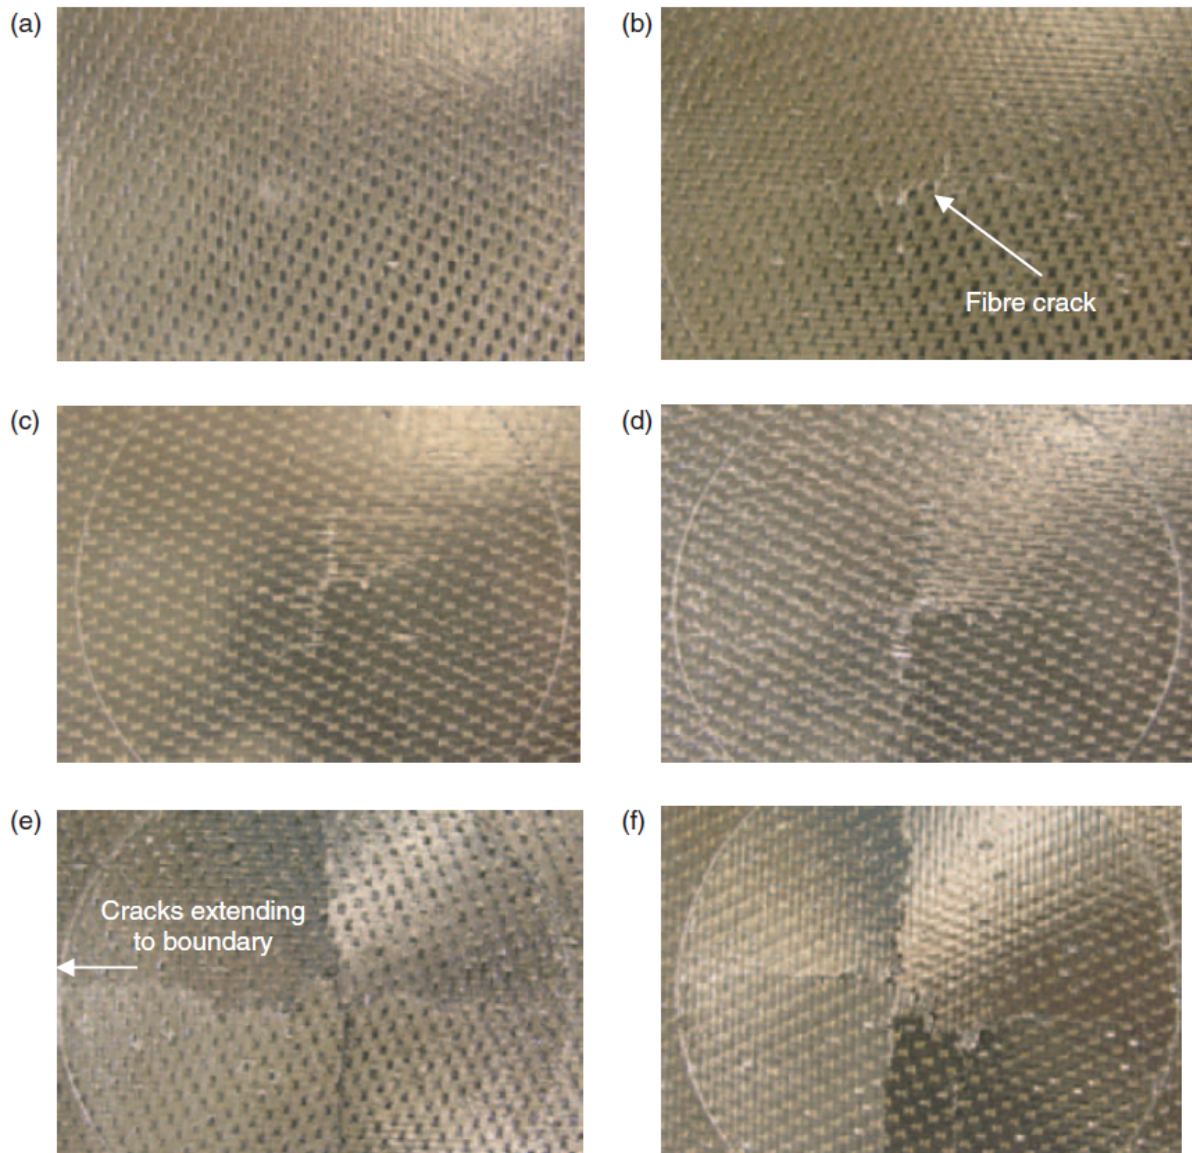 (a)
(b)
Fibre crack
(c)
(d)
(e)
Cracks extending
to boundary
(f)